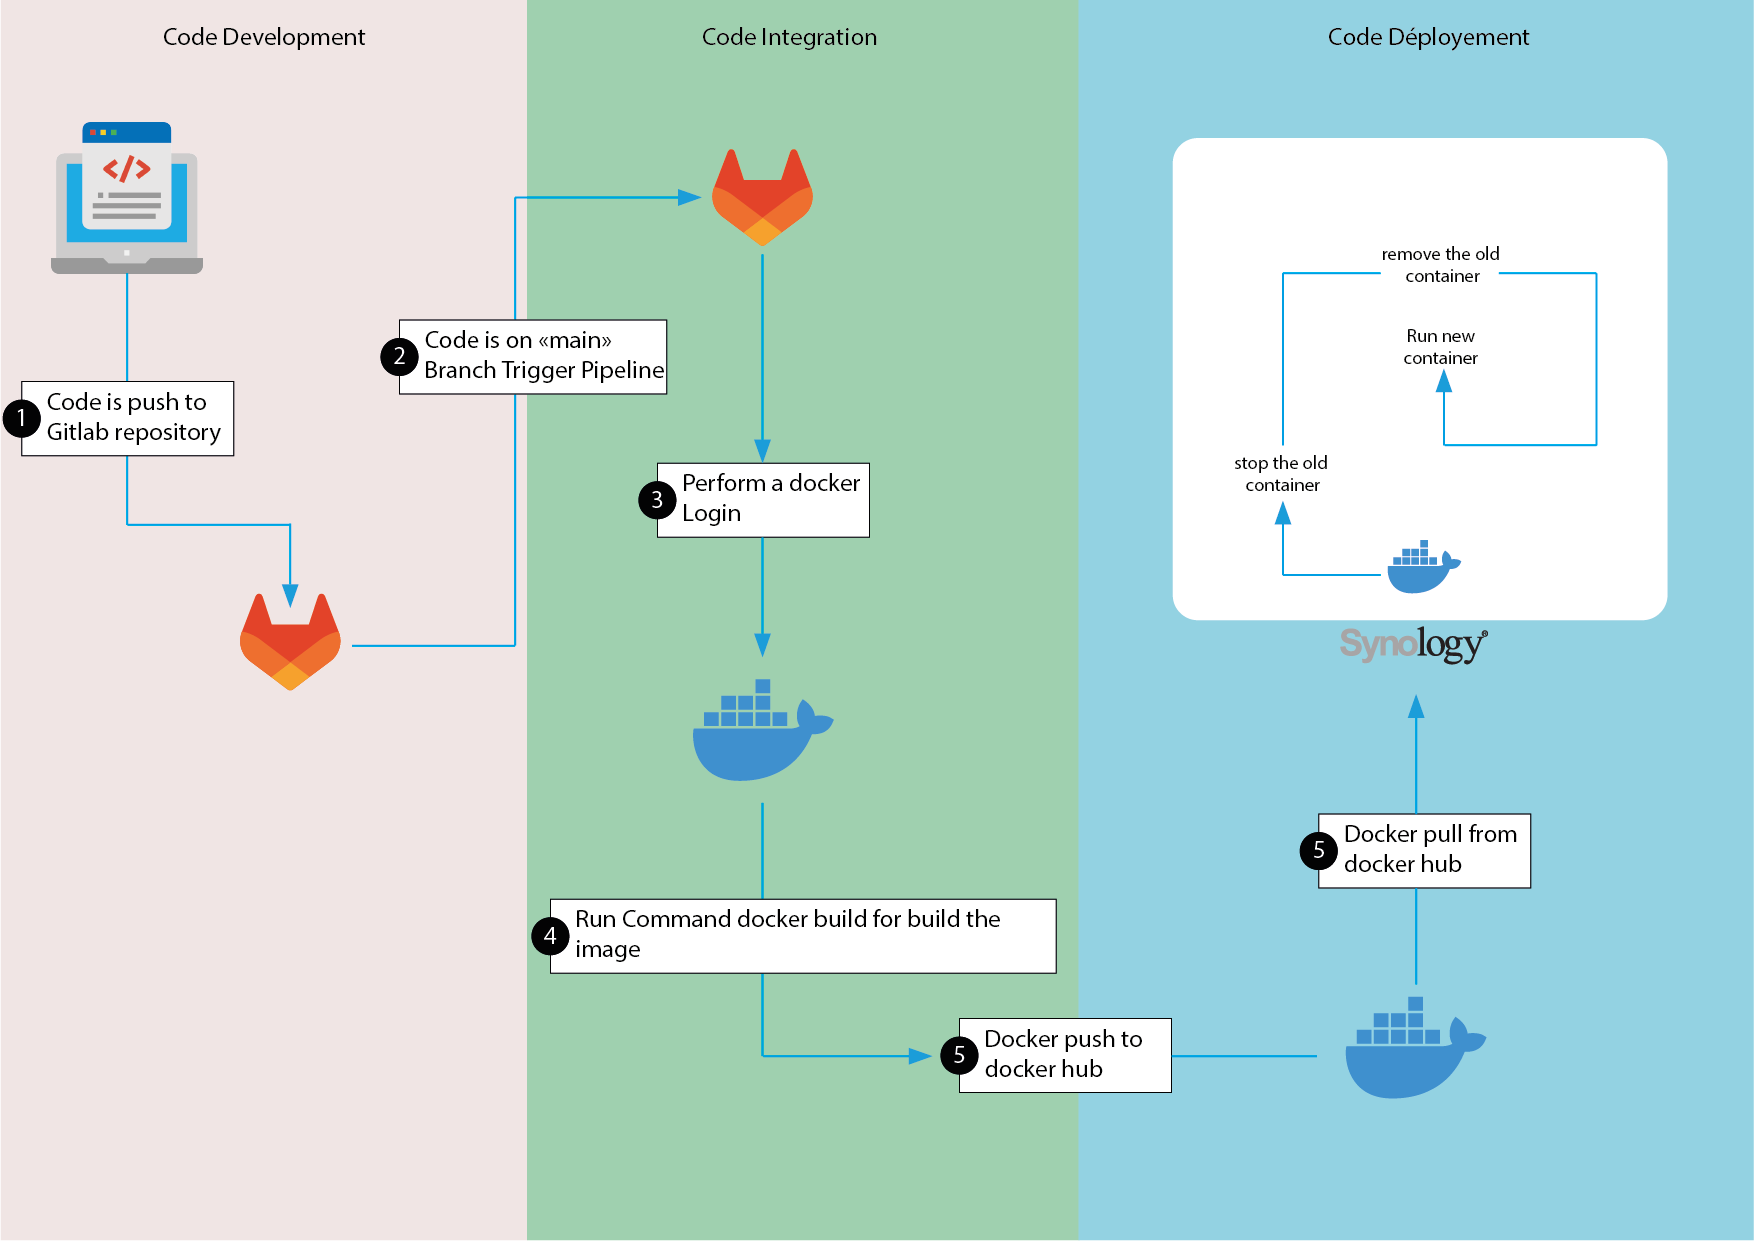 Code Development
Code Integration
Code Déployement
1
Code is push to
Gitlab repository
2
Code is on «main»
Branch Trigger Pipeline
3
Perform a docker
Login
4
Run Command docker build for build the
image
5
Docker push to
docker hub
5
Docker pull from
docker hub
Synology®
stop the old
container
remove the old
container
Run new
container